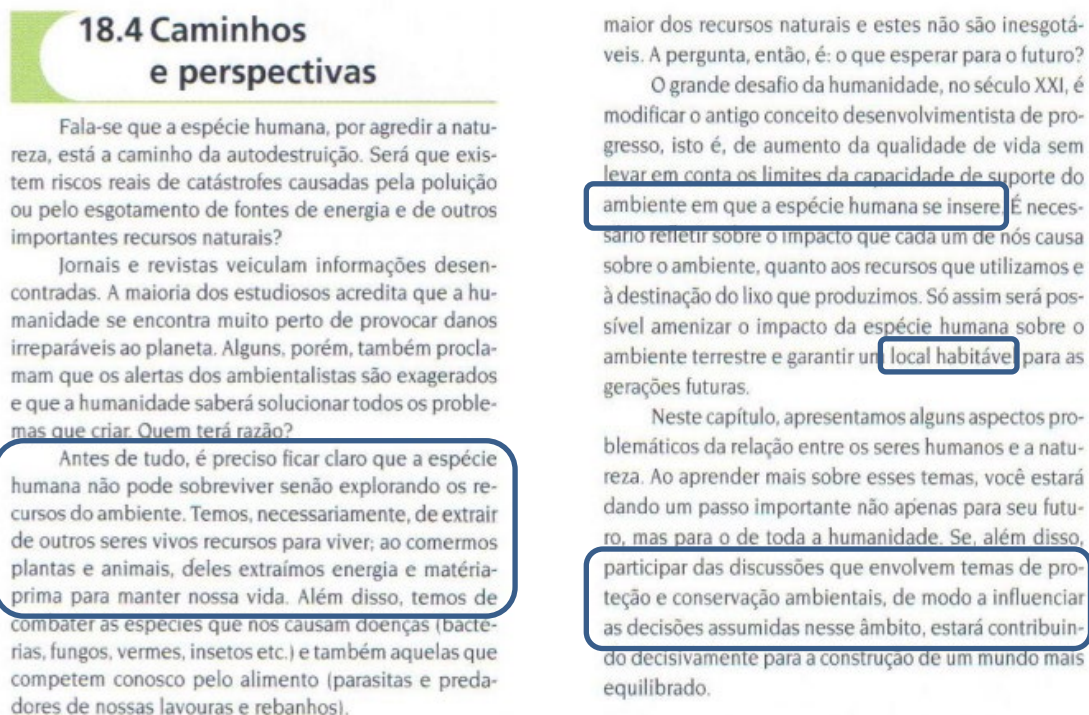 18.4 Caminhos
e perspectivas
Fala-se que a espécie humana, por agredir a natu-
reza, está a caminho da autodestruição. Será que exis-
tem riscos reais de catástrofes causadas pela poluição
ou pelo esgotamento de fontes de energia e de outros
importantes recursos naturais?
Jornais e revistas veiculam informações desen-
contradas. A maioria dos estudiosos acredita que a hu-
manidade se encontra muito perto de provocar danos
irreparáveis ao planeta. Alguns, porém, também procla-
mam que os alertas dos ambientalistas são exagerados
e que a humanidade saberá solucionar todos os proble-
mas que criar. Quem terá razão?
Antes de tudo, é preciso ficar claro que a espécie
humana não pode sobreviver senão explorando os re-
cursos do ambiente. Temos, necessariamente, de extrair
de outros seres vivos recursos para viver; ao comermos
plantas e animais, deles extraímos energia e matéria-
prima para manter nossa vida. Além disso, temos de
combater as espécies que nos causam doenças (bacté-
rias, fungos, vermes, insetos etc.) e também aquelas que
competem conosco pelo alimento (parasitas e preda-
dores de nossas lavouras e rebanhos).
maior dos recursos naturais e estes não são inesgotá-
veis. A pergunta, então, é: o que esperar para o futuro?
O grande desafio da humanidade, no século XXI, é
modificar o antigo conceito desenvolvimentista de pro-
gresso, isto é, de aumento da qualidade de vida sem
levar em conta os limites da capacidade de suporte do
ambiente em que a espécie humana se insere. É neces-
sário refletir sobre o impacto que cada um de nós causa
sobre o ambiente, quanto aos recursos que utilizamos e
à destinação do lixo que produzimos. Só assim será pos-
sível amenizar o impacto da espécie humana sobre o
ambiente terrestre e garantir um local habitável para as
gerações futuras.
Neste capítulo, apresentamos alguns aspectos pro-
blemáticos da relação entre os seres humanos e a natu-
reza. Ao aprender mais sobre esses temas, você estará
dando um passo importante não apenas para seu futu-
ro, mas para o de toda a humanidade. Se, além disso,
participar das discussões que envolvem temas de pro-
teção e conservação ambientais, de modo a influenciar
as decisões assumidas nesse âmbito, estará contribuin-
do decisivamente para a construção de um mundo mais
equilibrado.